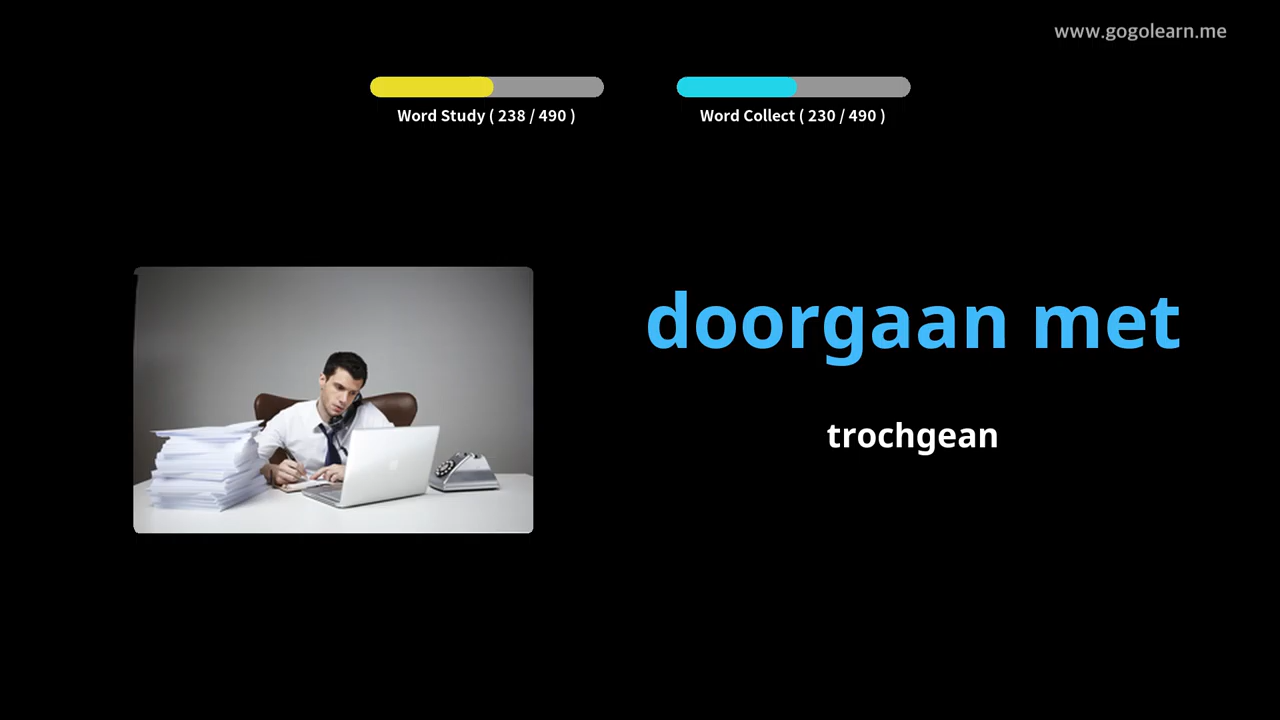 www.gogolearn.me
Word Study ( 238 / 490 )
Word Collect ( 230 / 490 )
doorgaan met
trochgean